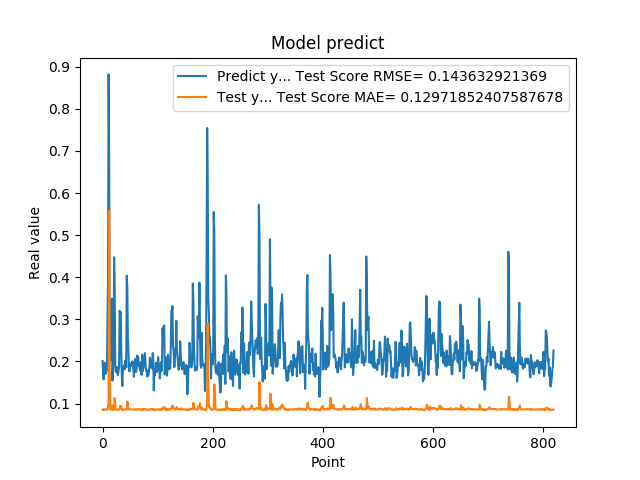 Model predict
Predict y... Test Score RMSE= 0.143632921369
Test y... Test Score MAE= 0.12971852407587678
0.9
0.8
0.7
0.6
0.5
0.4
0.3
0.2
0.1
Real value
0 200 400 600 800
Point